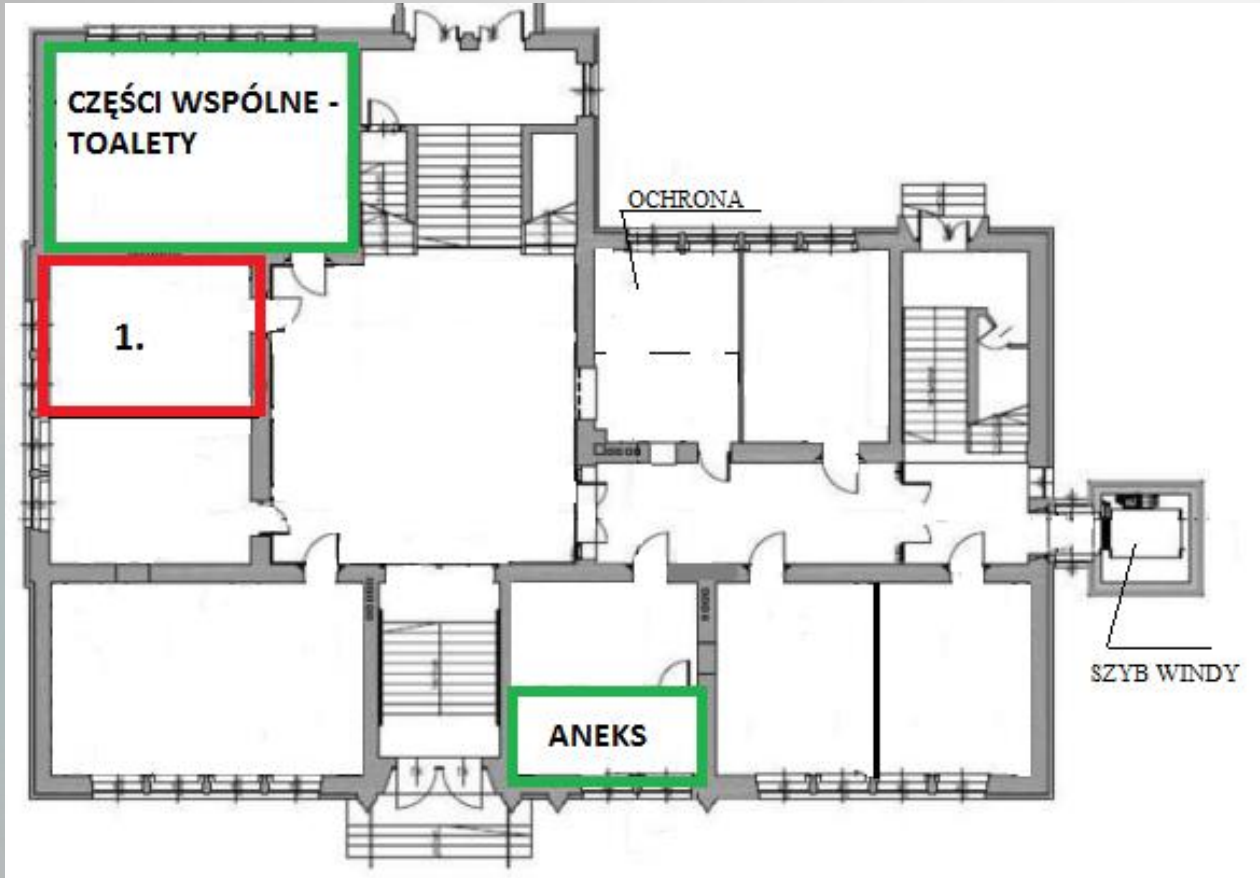 CZĘŚCI WSPÓLNE -
TOALETY
OCHRONA
1.
SZYB WINDY
ANEKS